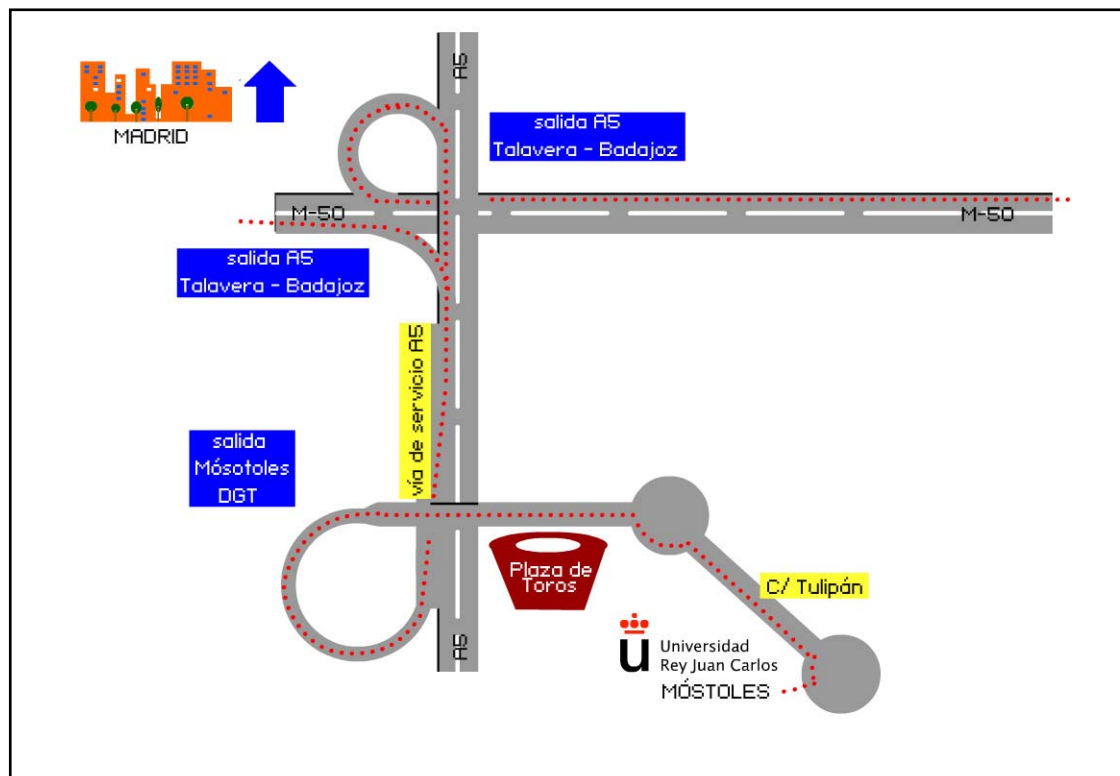 A5
salida A5
Talavera - Badajoz
MADRID
M-50
M-50
salida A5
Talavera - Badajoz
vía de servicio A5
salida
Mósotoles
DGT
Plaza de
Toros
C/ Tulipán
u Universidad
Rey Juan Carlos
MÓSTOLES
A5